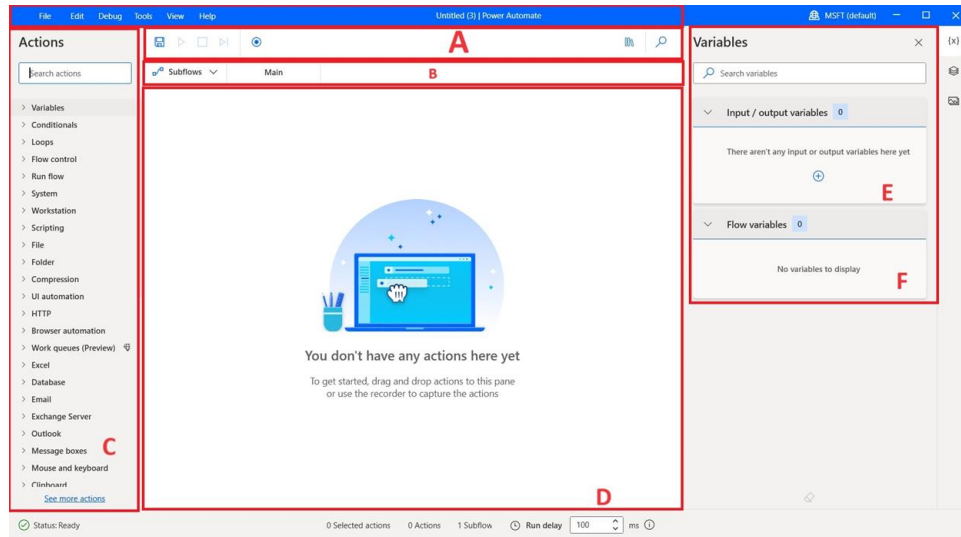 File Edit Debug Tools View Help
Untitled (3) | Power Automate
MSFT (default)
Actions
A
Variables
{x}
Search actions
Subflows Main
B
Search variables
Variables
Conditionals
Loops
Flow control
Run flow
System
Workstation
Scripting
File
Folder
Compression
UI automation
HTTP
Browser automation
Work queues (Preview)
Excel
Database
Email
Exchange Server
Outlook
Message boxes
Mouse and keyboard
Clipboard
See more actions
C
You don't have any actions here yet
To get started, drag and drop actions to this pane
or use the recorder to capture the actions
D
Input / output variables 0
There aren't any input or output variables here yet
E
Flow variables 0
No variables to display
F
Status: Ready
0 Selected actions 0 Actions 1 Subflow Run delay 100 ms